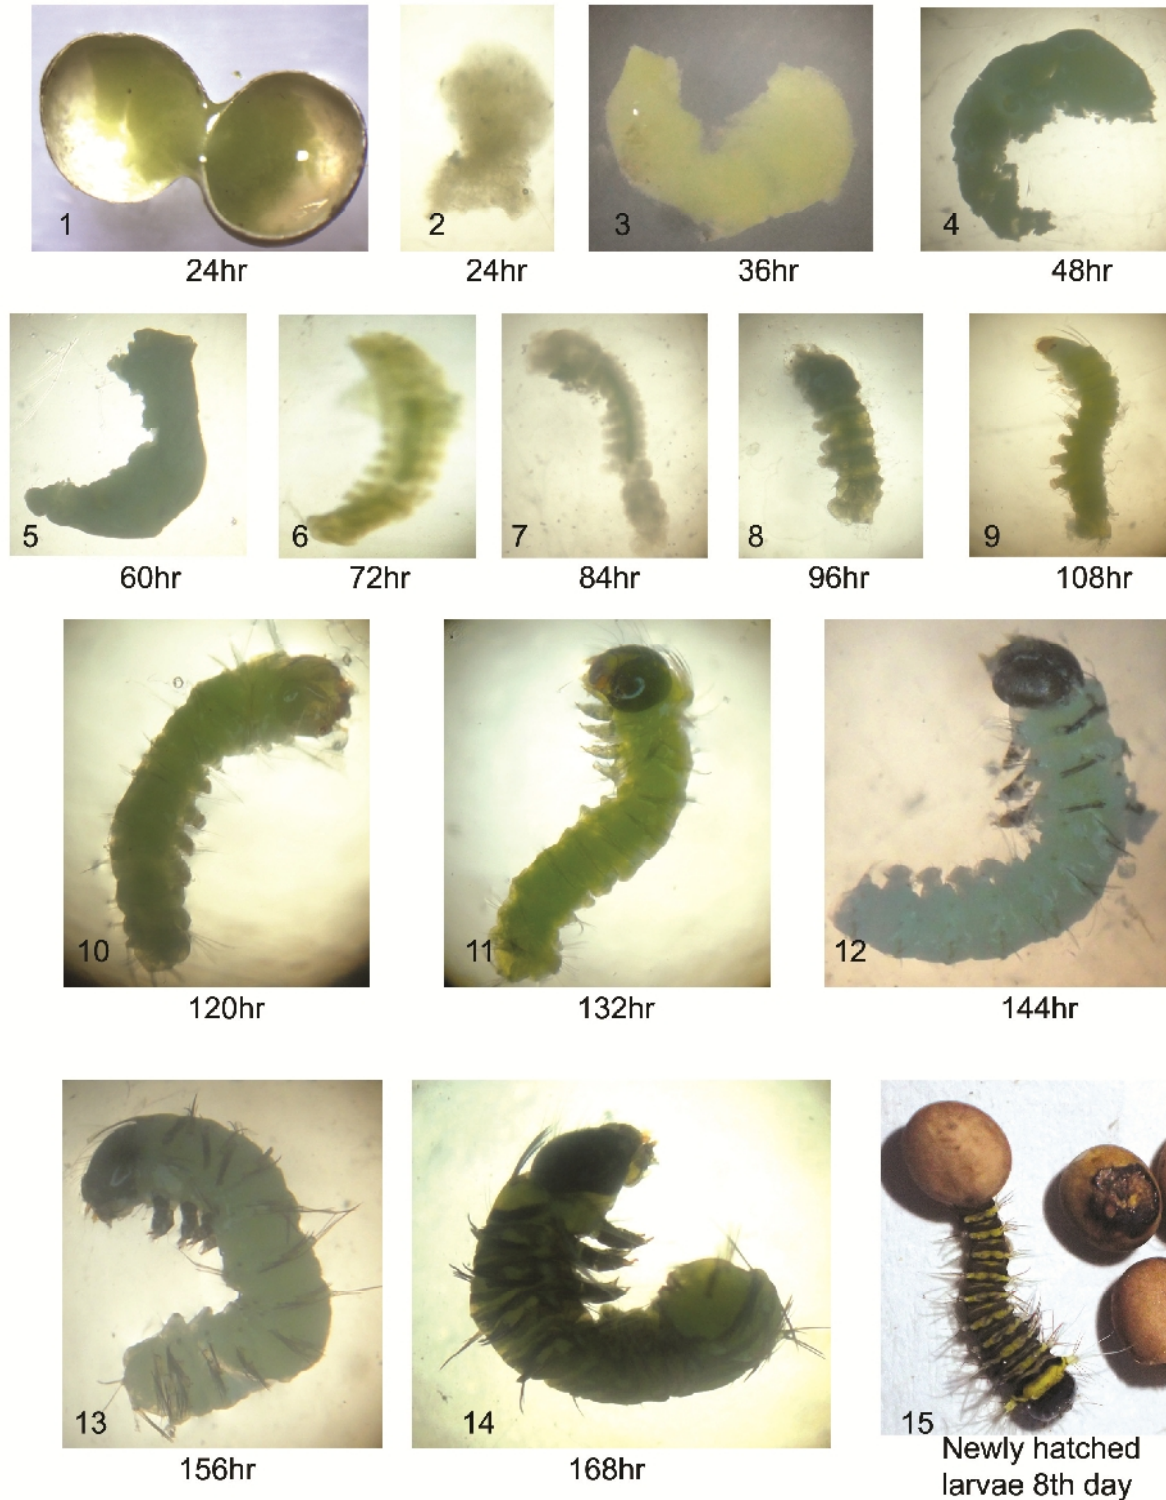 1
2
3
4
24hr
24hr
36hr
48hr
5
6
7
8
9
60hr
72hr
84hr
96hr
108hr
10
11
12
120hr
132hr
144hr
13
14
15
156hr
168hr
Newly hatched
larvae 8th day